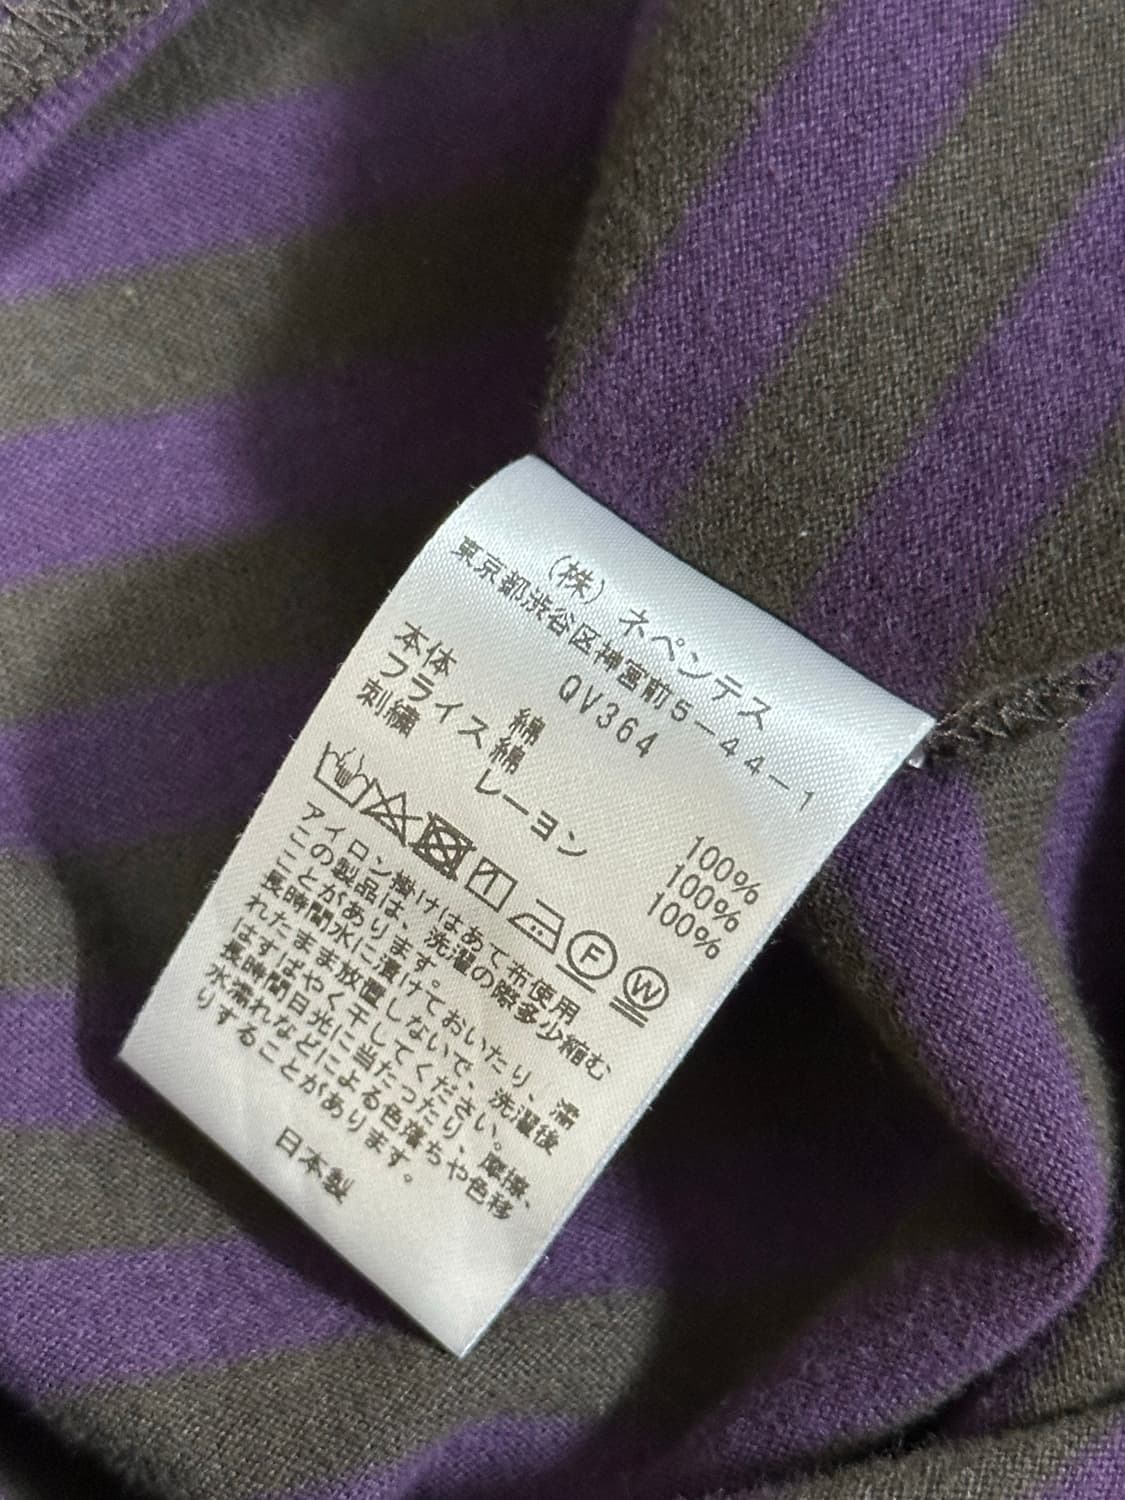 (株) ネペンテス
東京都渋谷区神宮前5-44-1
QV364
本体 綿 100%
フライス 綿 100%
刺繍 レーヨン 100%
F W
アイロン掛けはあて布使用
この製品は、洗濯の際多少縮む
ことがあります。
長時間水に漬けておいたり、濡
れたまま放置しないで、洗濯後
はすばやく干してください。
長時間日光に当たったり、摩擦、
水濡れなどによる色落ちや色移
りすることがあります。
日本製